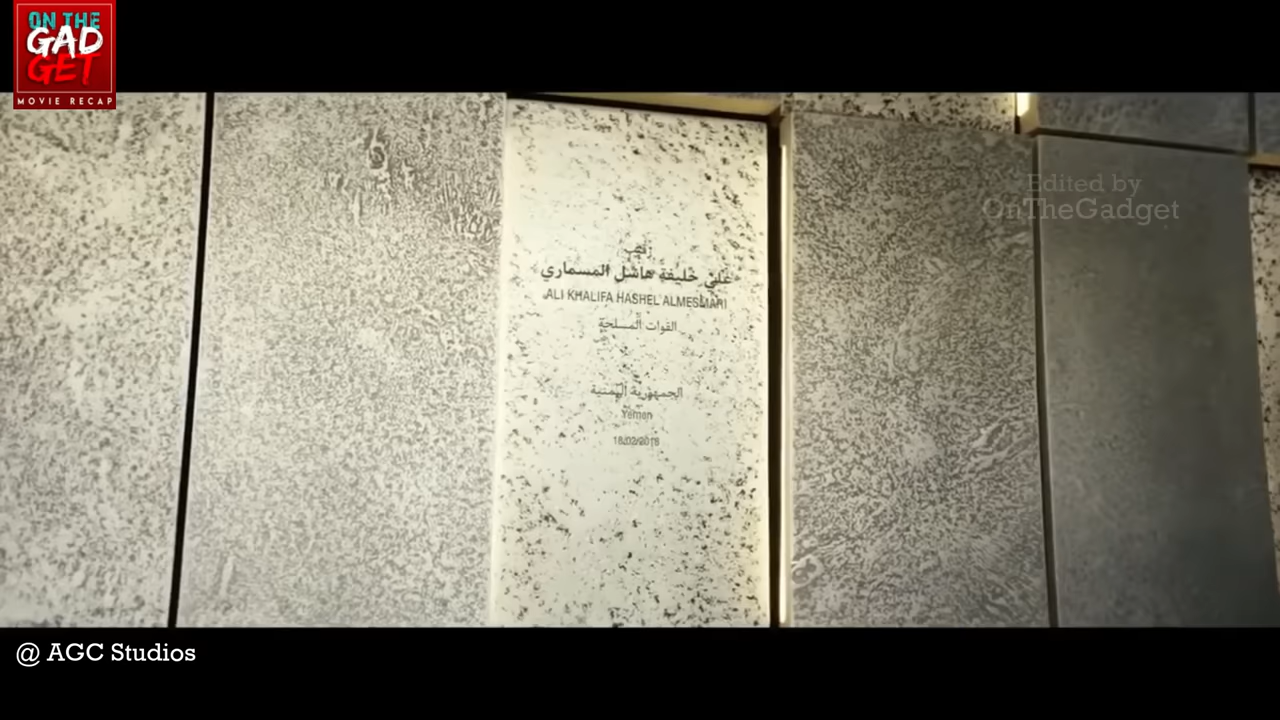 ON THE
GAD
GET
MOVIE RECAP
Edited by
OnTheGadget
علي خليفة هاشل المسماري
ALI KHALIFA HASHEL ALMESMARI
القوات المسلحة
الجمهورية اليمنية
Yemen
18/02/2018
@ AGC Studios